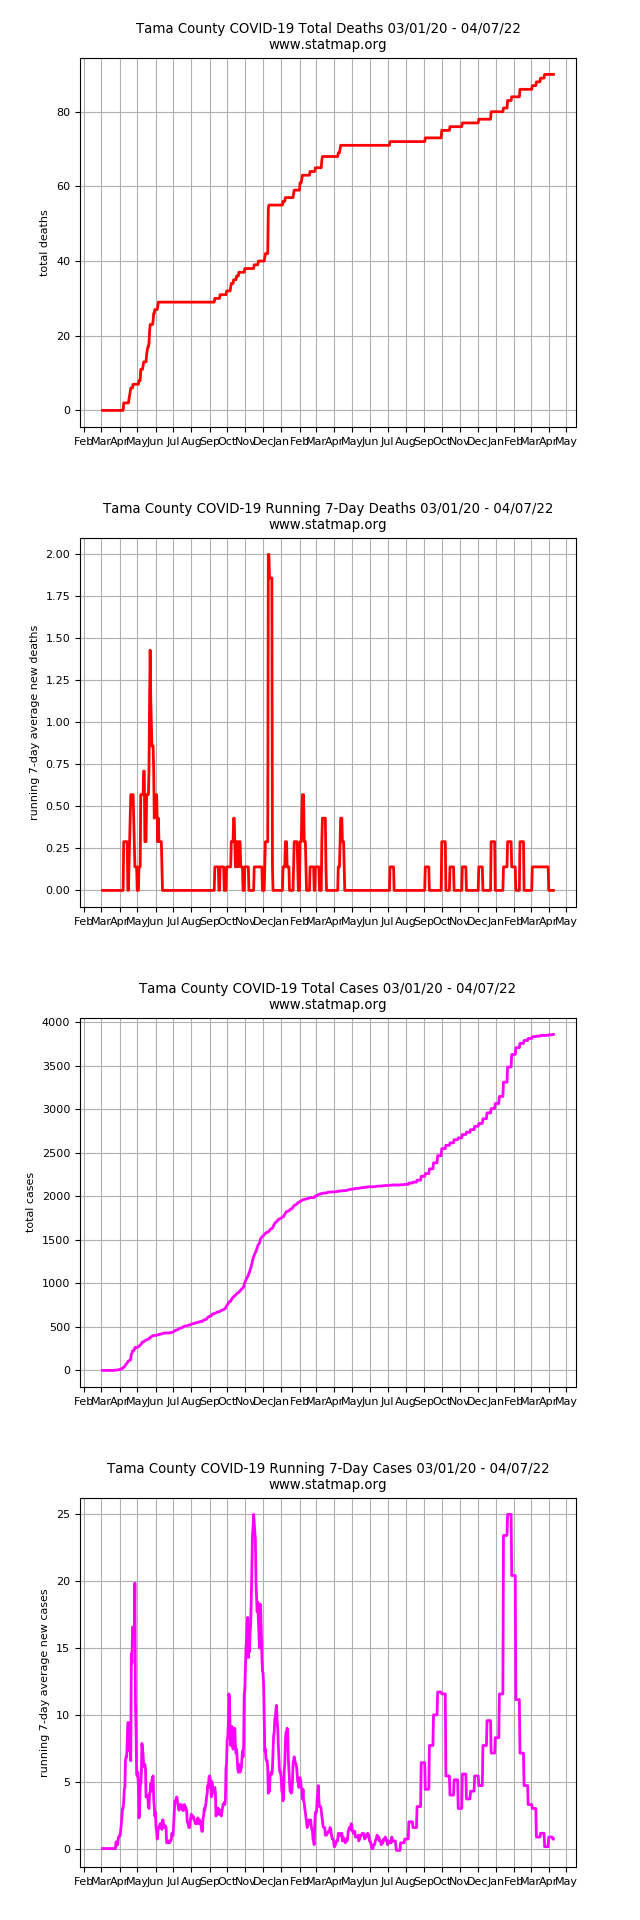 Tama County COVID-19 Total Deaths 03/01/20 - 04/07/22
www.statmap.org
total deaths
80
60
40
20
0
Feb Mar Apr May Jun Jul Aug Sep Oct Nov Dec Jan Feb Mar Apr May Jun Jul Aug Sep Oct Nov Dec Jan Feb Mar Apr May
Tama County COVID-19 Running 7-Day Deaths 03/01/20 - 04/07/22
www.statmap.org
running 7-day average new deaths
2.00
1.75
1.50
1.25
1.00
0.75
0.50
0.25
0.00
Feb Mar Apr May Jun Jul Aug Sep Oct Nov Dec Jan Feb Mar Apr May Jun Jul Aug Sep Oct Nov Dec Jan Feb Mar Apr May
Tama County COVID-19 Total Cases 03/01/20 - 04/07/22
www.statmap.org
total cases
4000
3500
3000
2500
2000
1500
1000
500
0
Feb Mar Apr May Jun Jul Aug Sep Oct Nov Dec Jan Feb Mar Apr May Jun Jul Aug Sep Oct Nov Dec Jan Feb Mar Apr May
Tama County COVID-19 Running 7-Day Cases 03/01/20 - 04/07/22
www.statmap.org
running 7-day average new cases
25
20
15
10
5
0
Feb Mar Apr May Jun Jul Aug Sep Oct Nov Dec Jan Feb Mar Apr May Jun Jul Aug Sep Oct Nov Dec Jan Feb Mar Apr May